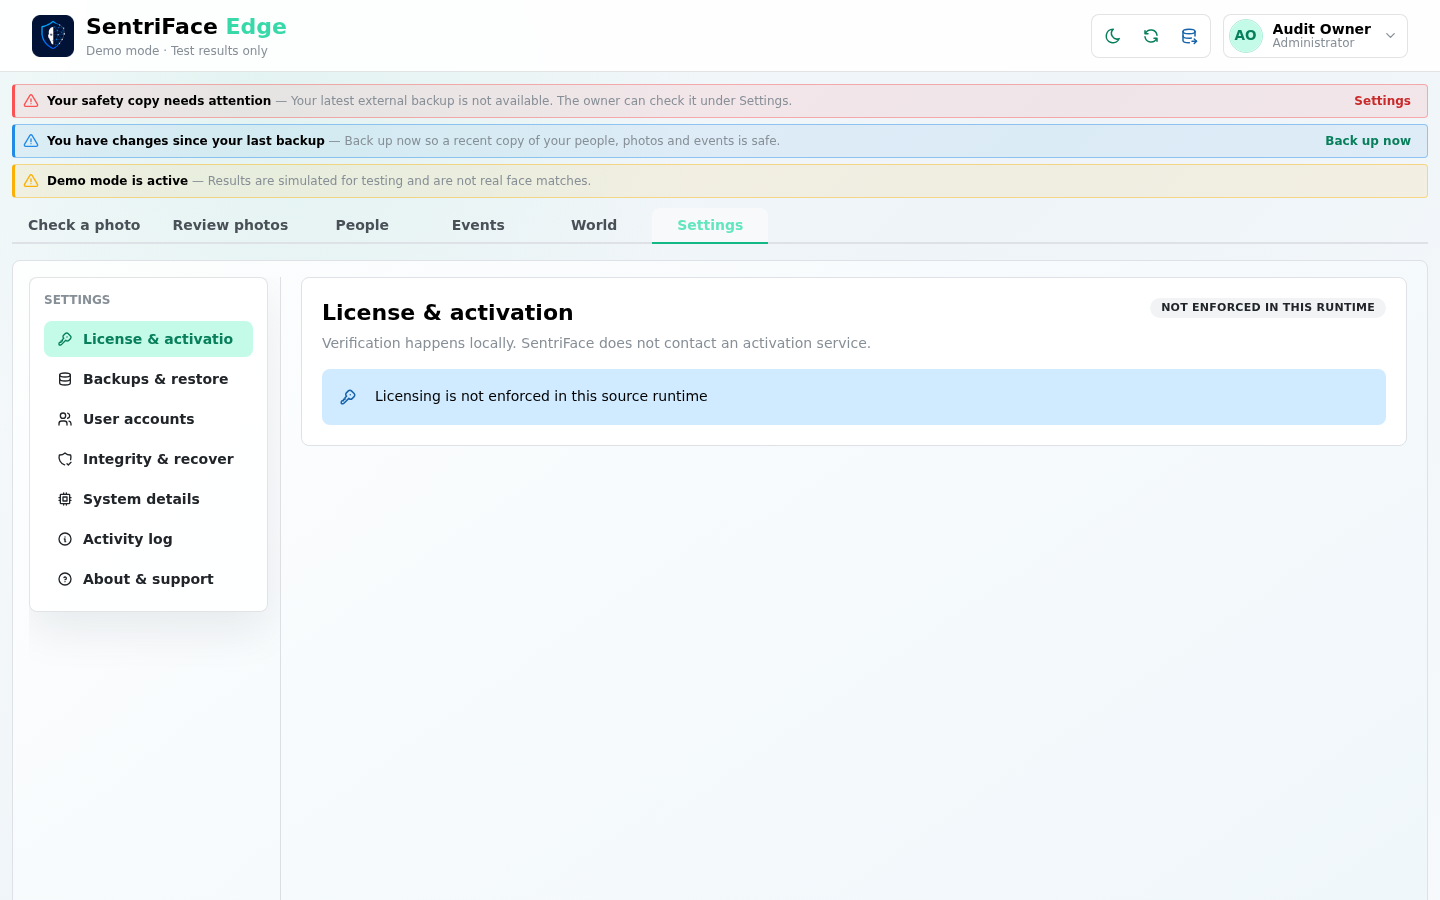 SentriFace Edge
Demo mode · Test results only
AO
Audit Owner
Administrator
Your safety copy needs attention — Your latest external backup is not available. The owner can check it under Settings.
Settings
You have changes since your last backup — Back up now so a recent copy of your people, photos and events is safe.
Back up now
Demo mode is active — Results are simulated for testing and are not real face matches.
Check a photo
Review photos
People
Events
World
Settings
SETTINGS
License & activatio
Backups & restore
User accounts
Integrity & recover
System details
Activity log
About & support
License & activation
NOT ENFORCED IN THIS RUNTIME
Verification happens locally. SentriFace does not contact an activation service.
Licensing is not enforced in this source runtime